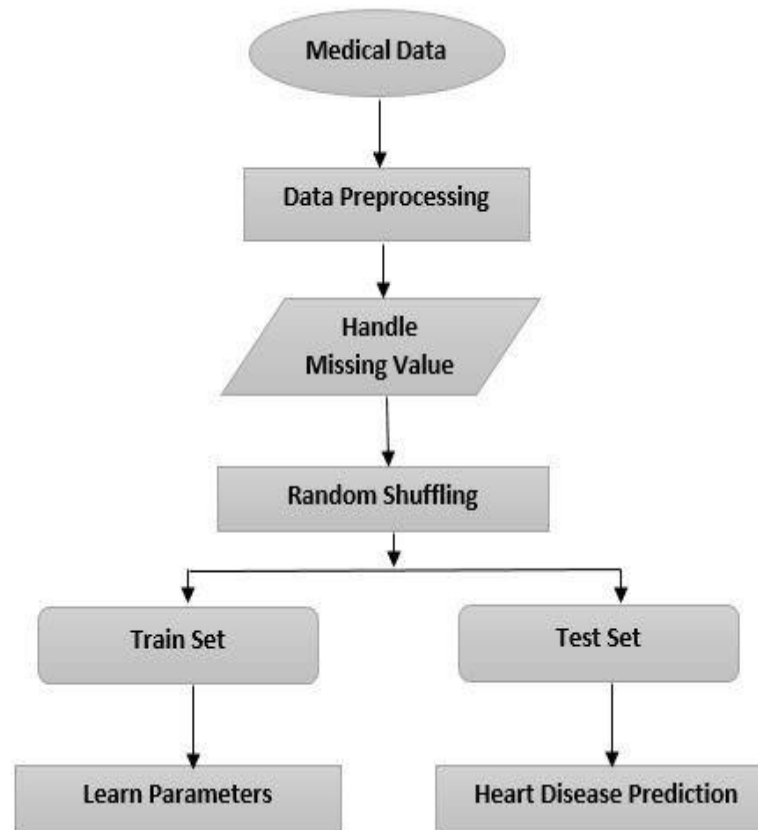 Medical Data
Data Preprocessing
Handle
Missing Value
Random Shuffling
Train Set
Test Set
Learn Parameters
Heart Disease Prediction